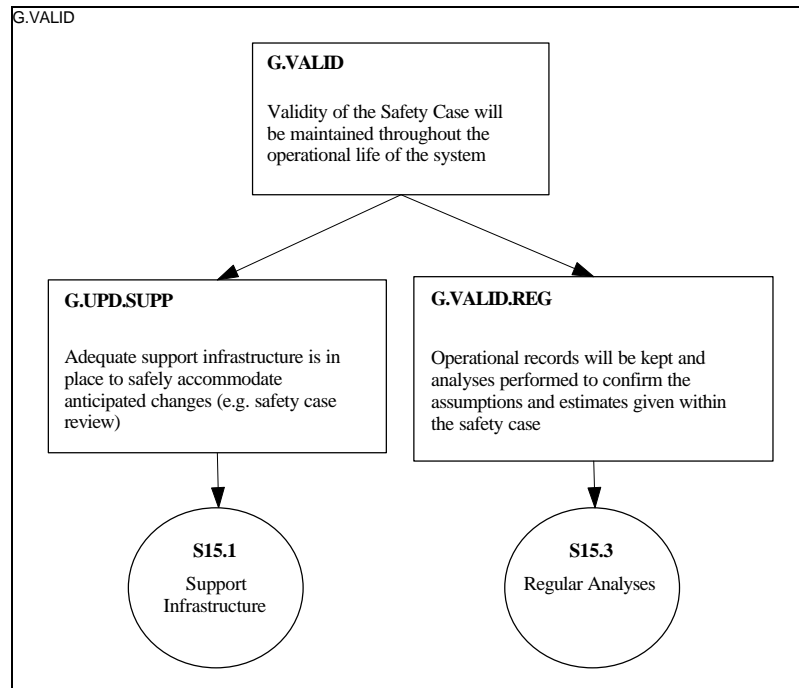 G.VALID
G.VALID
Validity of the Safety Case will
be maintained throughout the
operational life of the system
G.UPD.SUPP
Adequate support infrastructure is in
place to safely accommodate
anticipated changes (e.g. safety case
review)
G.VALID.REG
Operational records will be kept and
analyses performed to confirm the
assumptions and estimates given within
the safety case
S15.1
Support
Infrastructure
S15.3
Regular Analyses